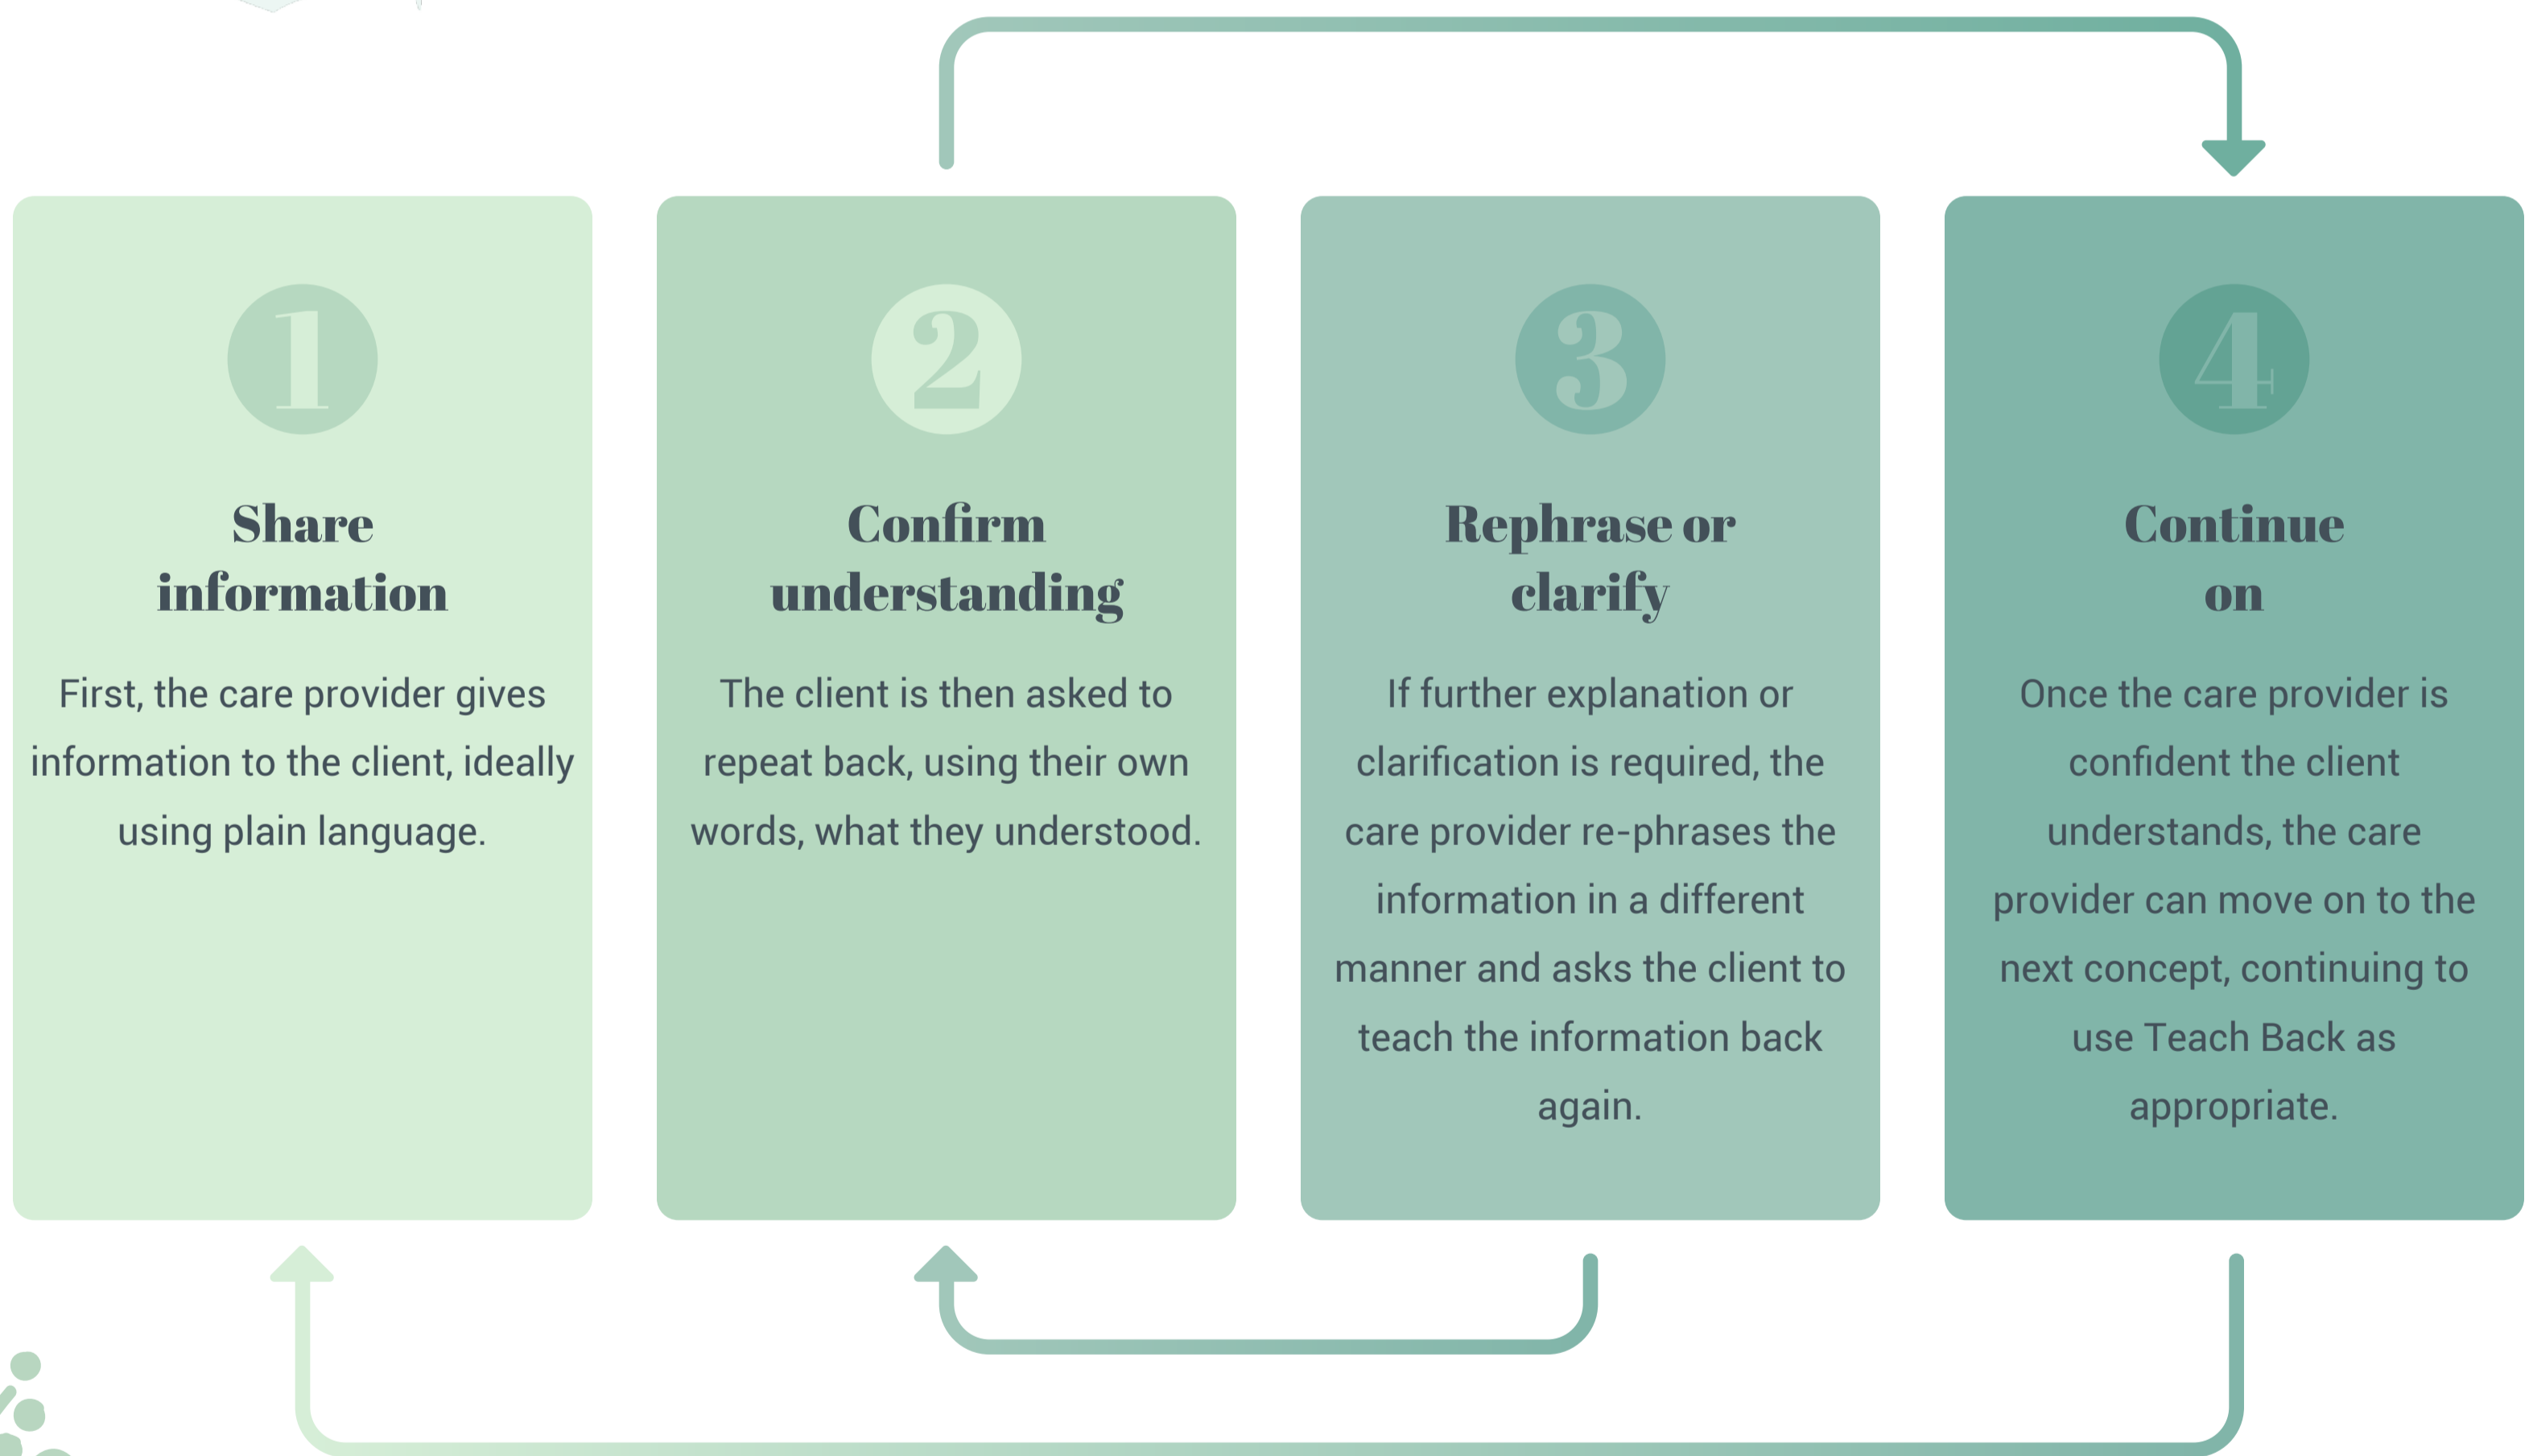 1
Share
information
First, the care provider gives
information to the client, ideally
using plain language.
2
Confirm
understanding
The client is then asked to
repeat back, using their own
words, what they understood.
3
Rephrase or
clarify
If further explanation or
clarification is required, the
care provider re-phrases the
information in a different
manner and asks the client to
teach the information back
again.
4
Continue
on
Once the care provider is
confident the client
understands, the care
provider can move on to the
next concept, continuing to
use Teach Back as
appropriate.